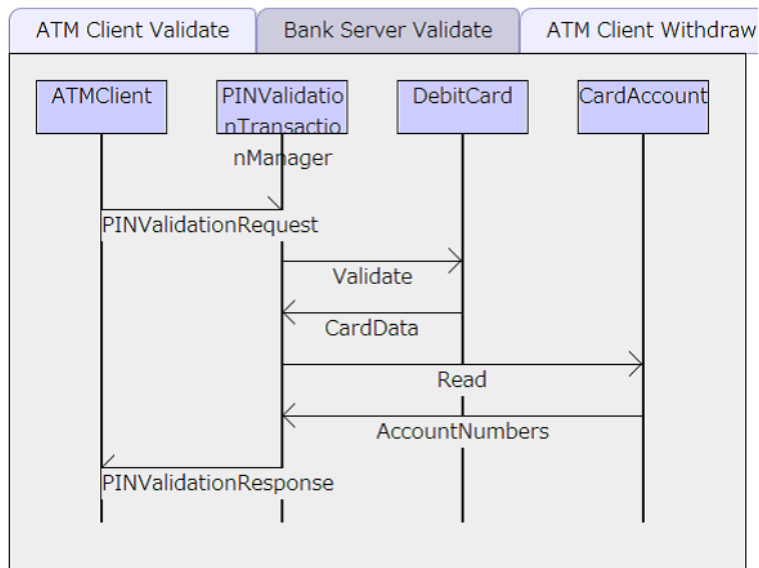 ATM Client Validate
Bank Server Validate
ATM Client Withdraw
ATMClient
PINValidatio
nTransactio
nManager
DebitCard
CardAccount
PINValidationRequest
Validate
CardData
Read
AccountNumbers
PINValidationResponse